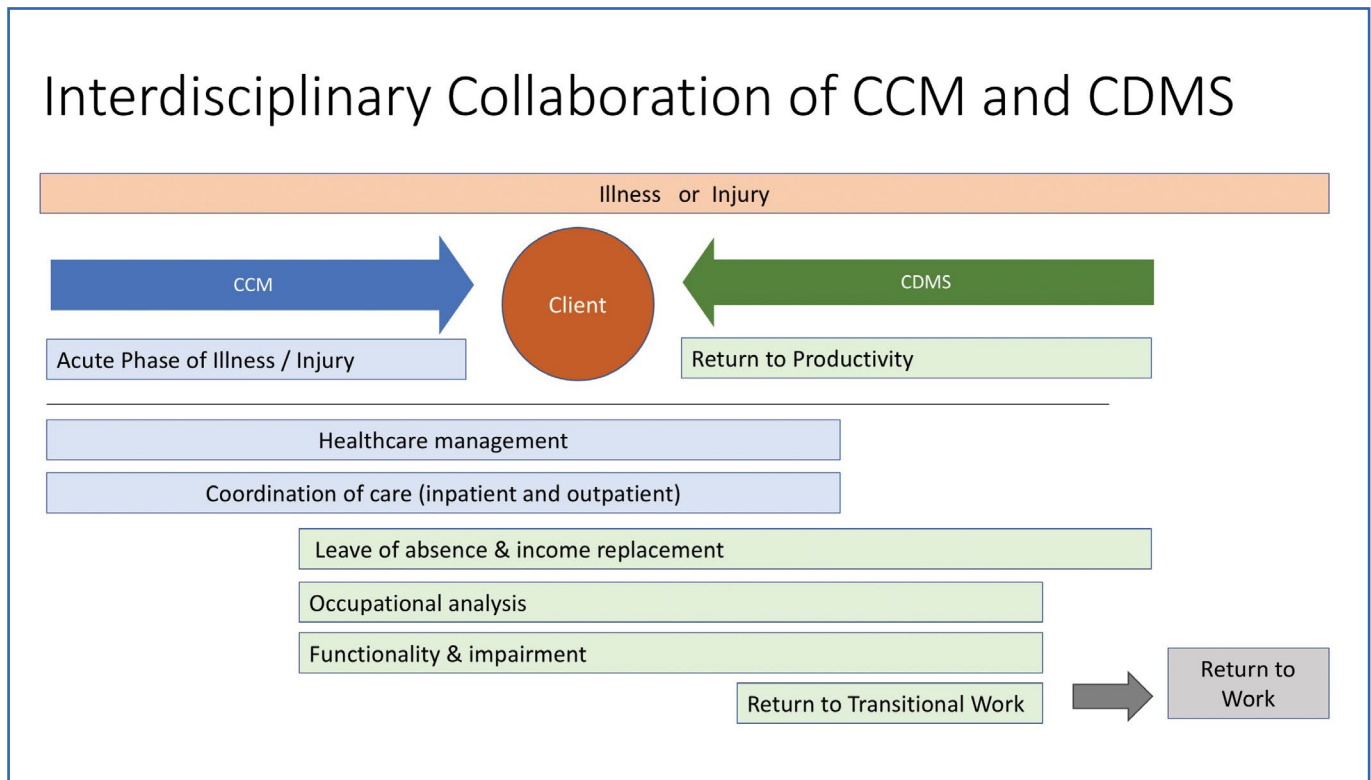 Interdisciplinary Collaboration of CCM and CDMS
Illness or Injury
CCM
Client
CDMS
Acute Phase of Illness / Injury
Return to Productivity
Healthcare management
Coordination of care (inpatient and outpatient)
Leave of absence & income replacement
Occupational analysis
Functionality & impairment
Return to Transitional Work
Return to
Work